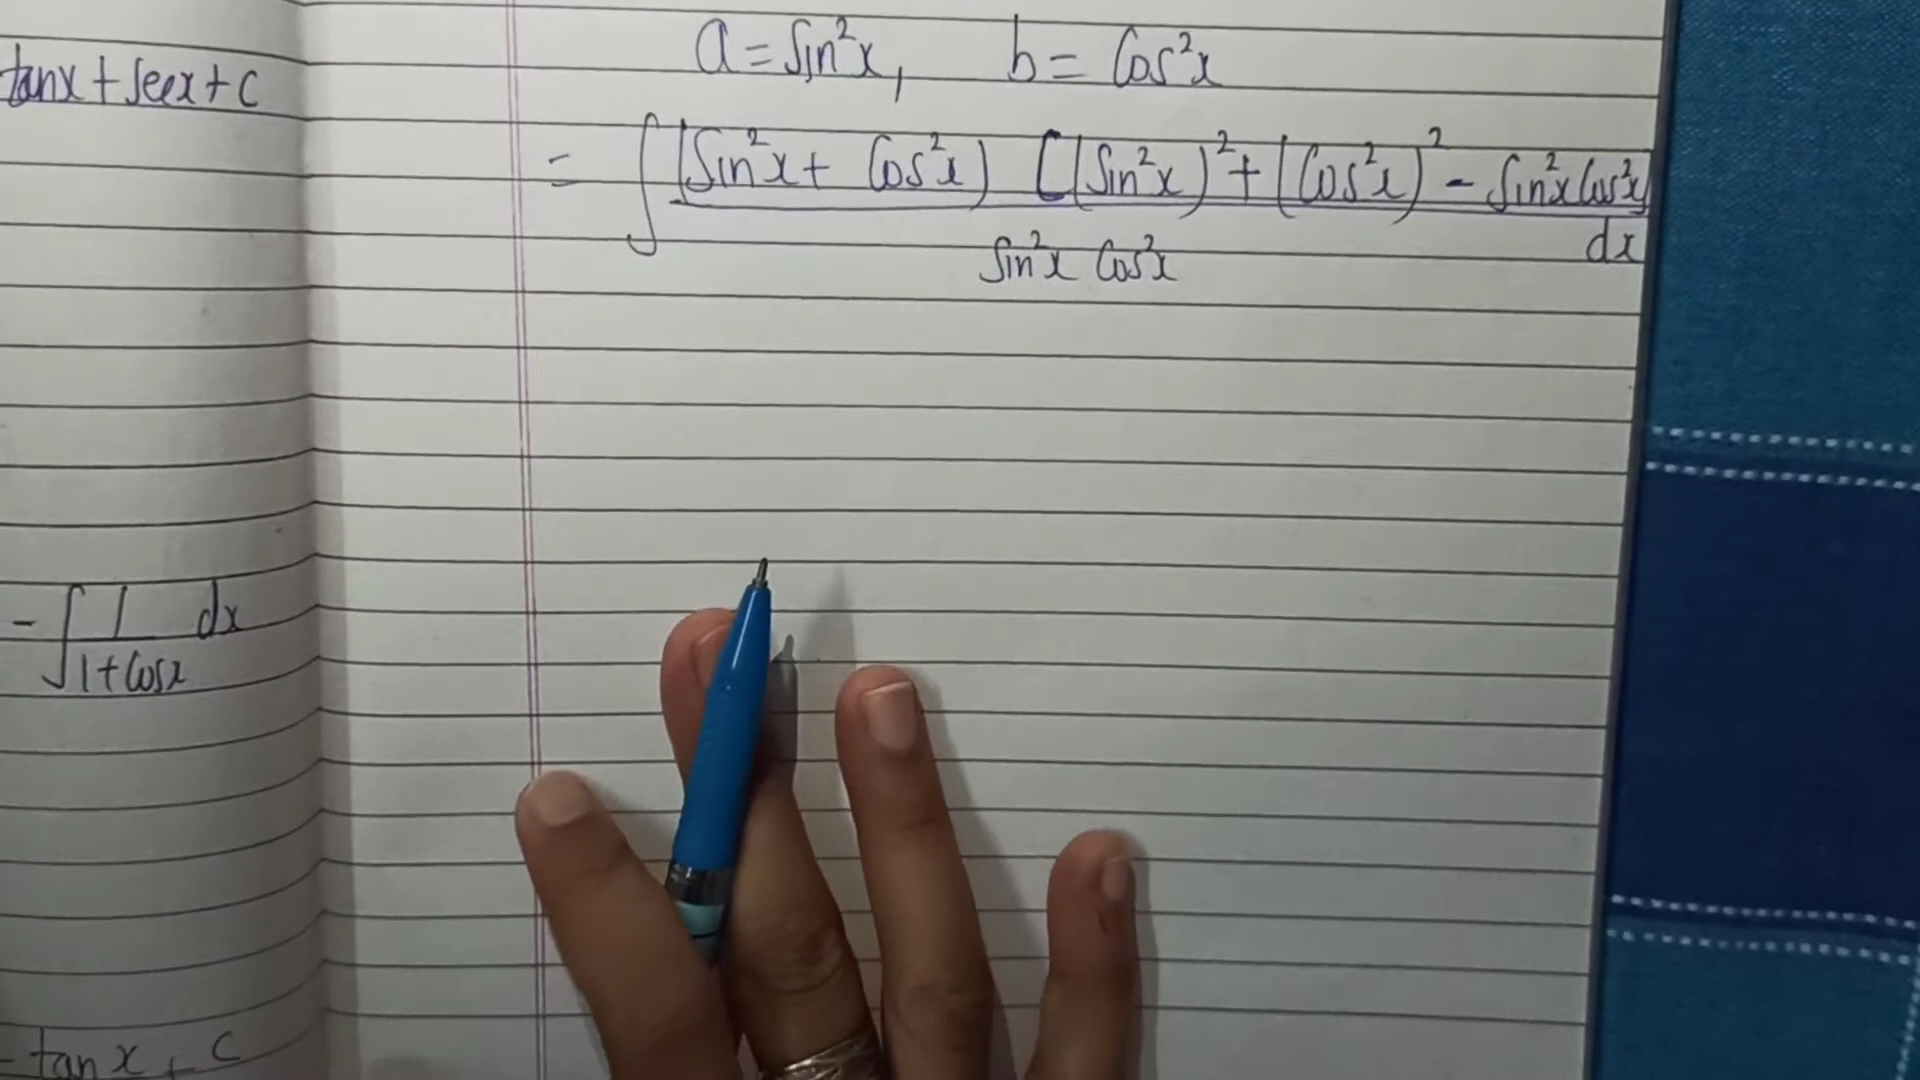 tanx + secx + c
- ∫ 1 dx
1 + Cosx
- tan x + c
a = Sin²x, b = Cos²x
= ∫ (Sin²x + Cos²x) [(Sin²x)² + (Cos²x)² - Sin²x Cos²x]
Sin²x Cos²x dx